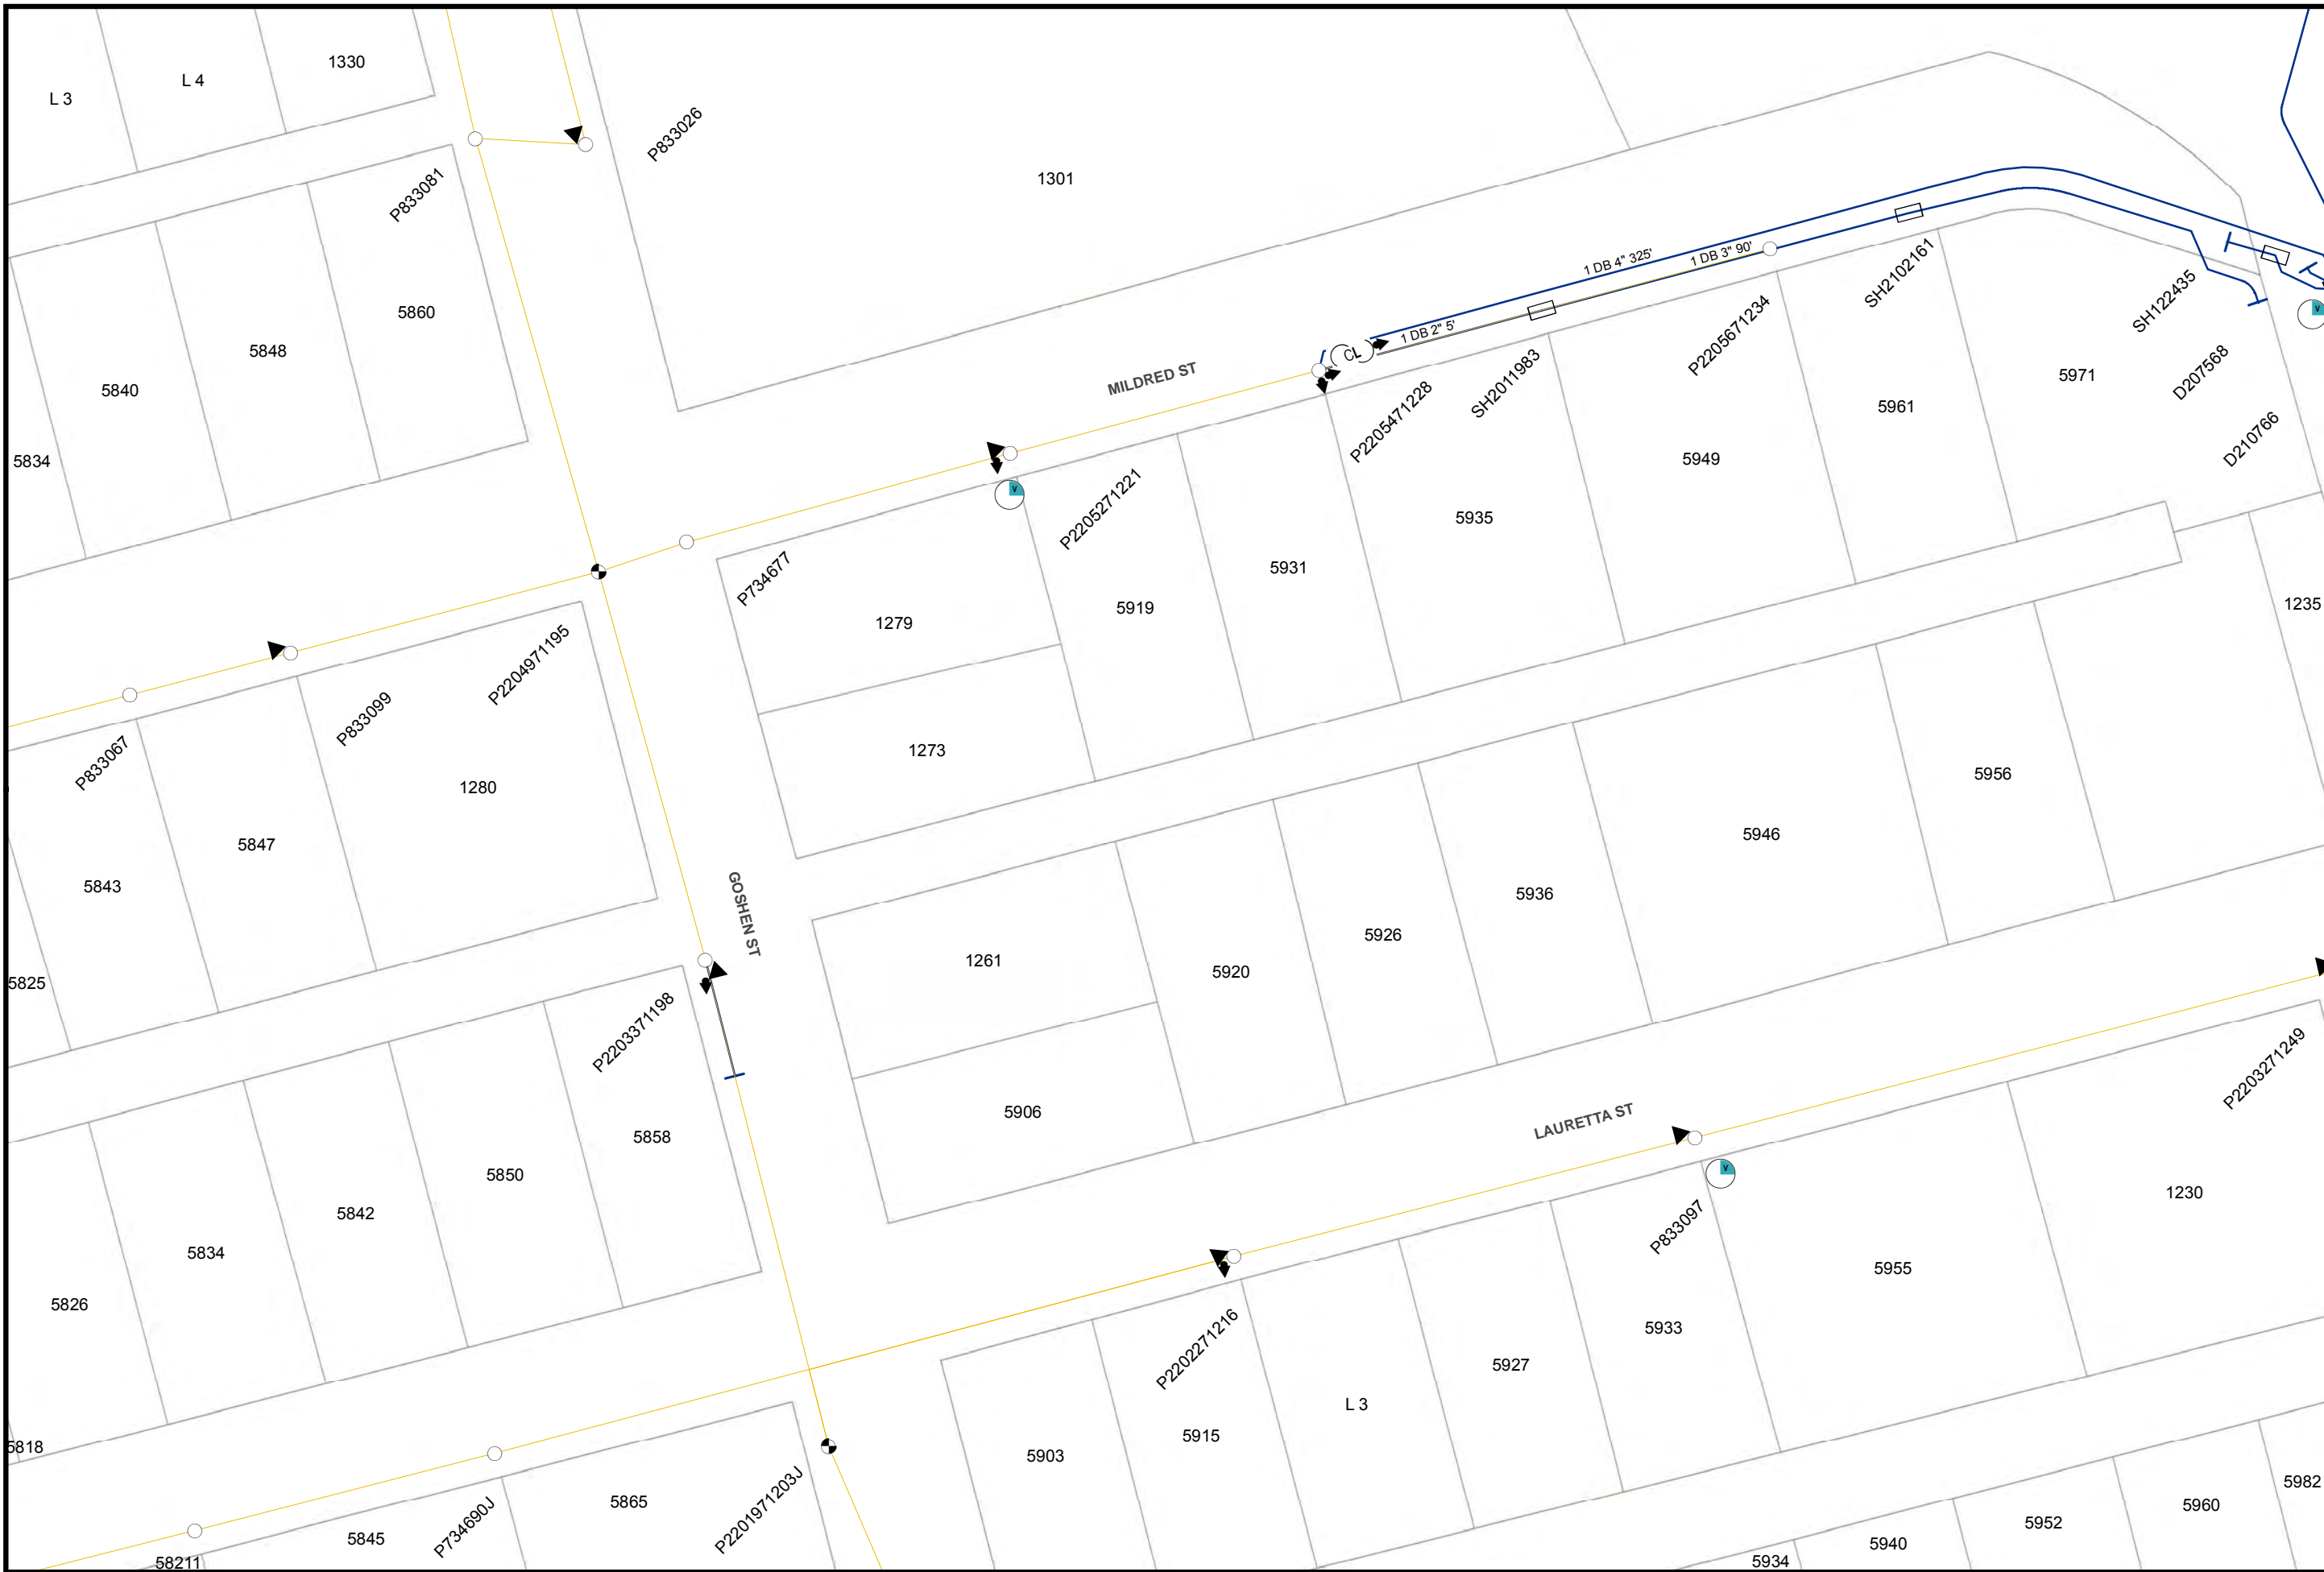 1330
L 4
L 3
P833026
1301
P833081
5860
5848
5840
5834
1 DB 4" 325'
1 DB 3" 90'
1 DB 2" 5'
CL
SH2102161
SH122435
P2205671234
D207568
D210766
SH2011983
P2205471228
MILDRED ST
5971
5961
5949
5935
V
V
P2205271221
5931
5919
P734677
1279
1273
1235
P2204971195
P833099
P833067
1280
5847
5843
5825
5956
5946
5936
5926
5920
1261
5906
GOSHEN ST
P2203371198
5858
5850
5842
5834
5826
5818
LAURETTA ST
V
P2203271249
P833097
1230
5955
5933
5927
L 3
P2202271216
5915
5903
P2201971203J
P734690J
5865
5845
58211
5982
5960
5952
5940
5934